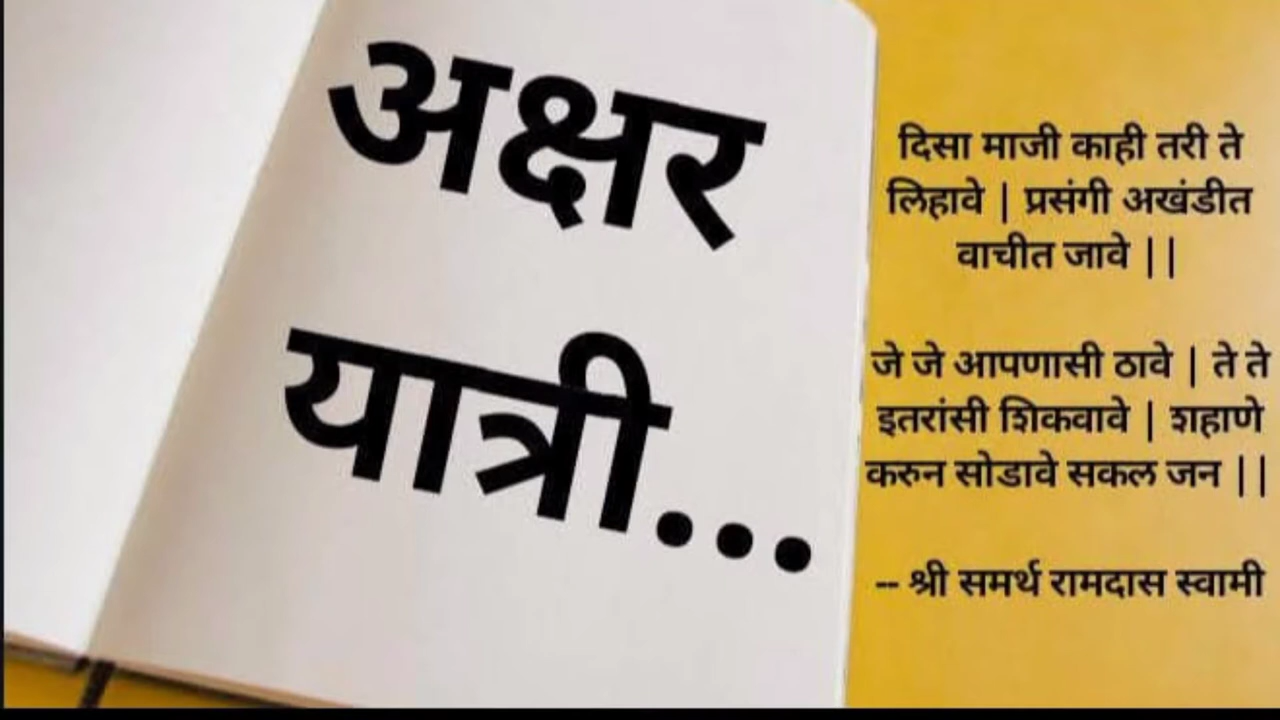 अक्षर
यात्री...
दिसा माजी काही तरी ते
लिहावे | प्रसंगी अखंडीत
वाचीत जावे ||
जे जे आपणासी ठावे | ते ते
इतरांसी शिकवावे | शहाणे
करुन सोडावे सकल जन ||
-- श्री समर्थ रामदास स्वामी